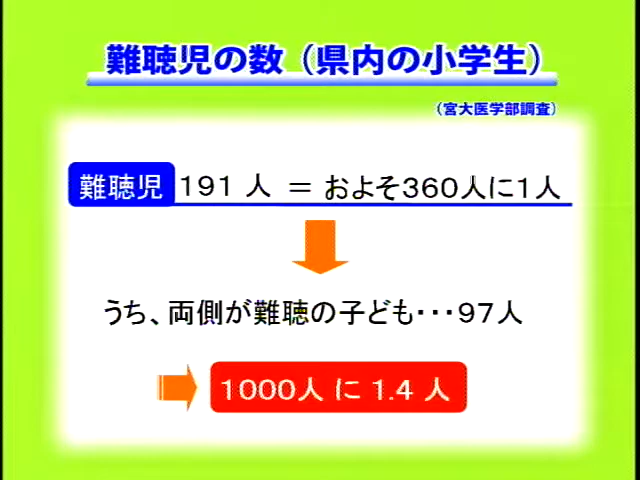 難聴児の数（県内の小学生）
（宮大医学部調査）
難聴児 191 人 ＝ およそ360人に1人
うち、両側が難聴の子ども・・・97人
1000人 に 1.4 人